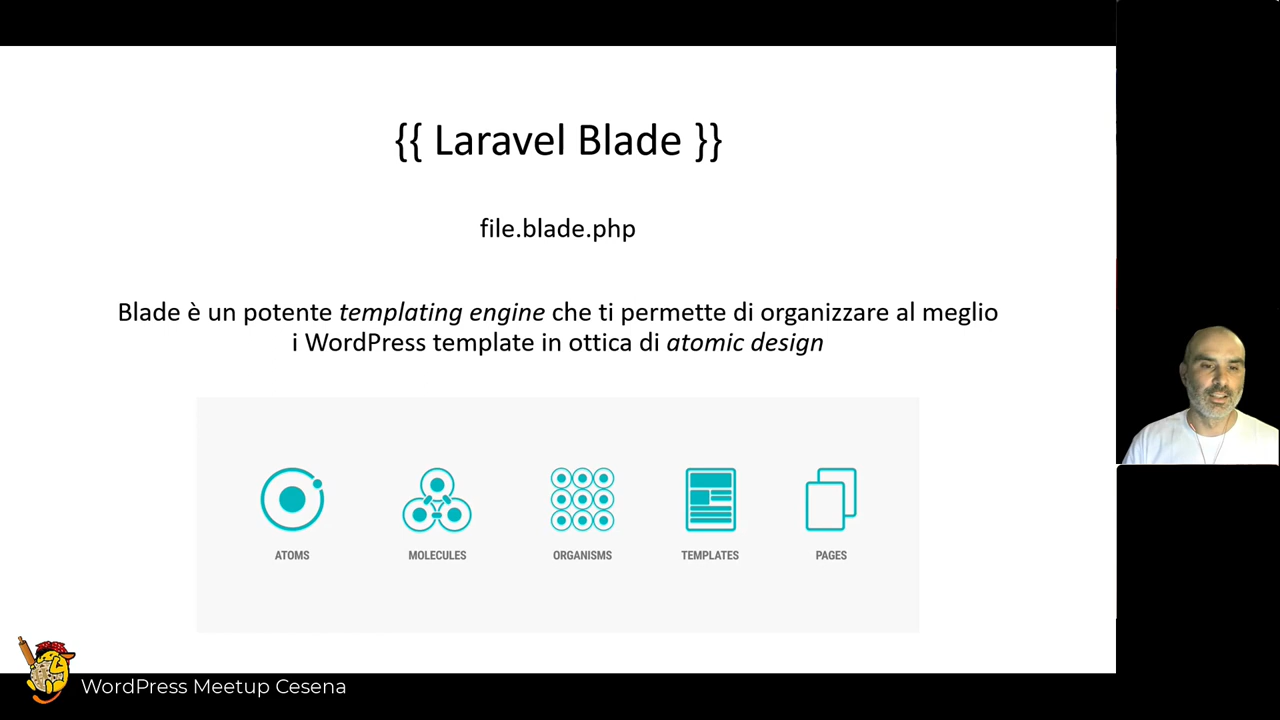 {{ Laravel Blade }}
file.blade.php
Blade è un potente templating engine che ti permette di organizzare al meglio
i WordPress template in ottica di atomic design
ATOMS
MOLECULES
ORGANISMS
TEMPLATES
PAGES
WordPress Meetup Cesena